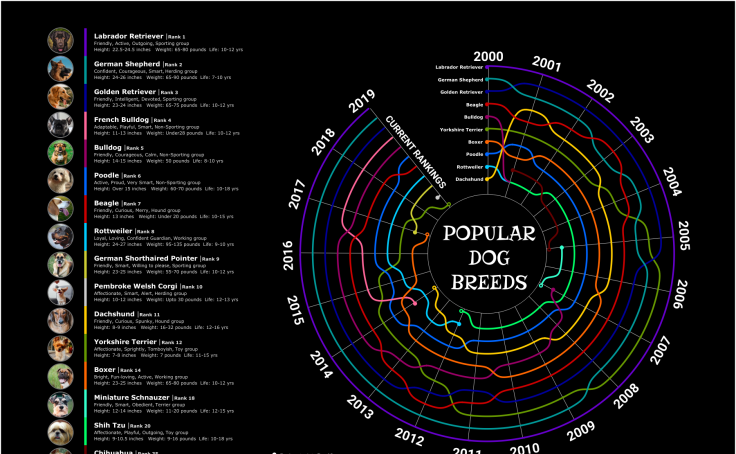 Labrador Retriever | Rank 1
Friendly, Active, Outgoing, Sporting group
Height: 22.5-24.5 inches Weight: 65-80 pounds Life: 10-12 yrs
German Shepherd | Rank 2
Confident, Courageous, Smart, Herding group
Height: 24-26 inches Weight: 65-90 pounds Life: 7-10 yrs
Golden Retriever | Rank 3
Friendly, Intelligent, Devoted, Sporting group
Height: 23-24 inches Weight: 65-75 pounds Life: 10-12 yrs
French Bulldog | Rank 4
Adaptable, Playful, Smart, Non-Sporting group
Height: 11-13 inches Weight: Under28 pounds Life: 10-12 yrs
Bulldog | Rank 5
Friendly, Courageous, Calm, Non-Sporting group
Height: 14-15 inches Weight: 50 pounds Life: 8-10 yrs
Poodle | Rank 6
Active, Proud, Very Smart, Non-Sporting group
Height: Over 15 inches Weight: 60-70 pounds Life: 10-18 yrs
Beagle | Rank 7
Friendly, Curious, Merry, Hound group
Height: 13 inches Weight: Under 20 pounds Life: 10-15 yrs
Rottweiler | Rank 8
Loyal, Loving, Confident Guardian, Working group
Height: 24-27 inches Weight: 95-135 pounds Life: 9-10 yrs
German Shorthaired Pointer | Rank 9
Friendly, Smart, Willing to please, Sporting group
Height: 23-25 inches Weight: 55-70 pounds Life: 10-12 yrs
Pembroke Welsh Corgi | Rank 10
Affectionate, Smart, Alert, Herding group
Height: 10-12 inches Weight: Upto 30 pounds Life: 12-13 yrs
Dachshund | Rank 11
Friendly, Curious, Spunky, Hound group
Height: 8-9 inches Weight: 16-32 pounds Life: 12-16 yrs
Yorkshire Terrier | Rank 12
Affectionate, Sprightly, Tomboyish, Toy group
Height: 7-8 inches Weight: 7 pounds Life: 11-15 yrs
Boxer | Rank 14
Bright, Fun-loving, Active, Working group
Height: 23-25 inches Weight: 65-80 pounds Life: 10-12 yrs
Miniature Schnauzer | Rank 18
Friendly, Smart, Obedient, Terrier group
Height: 12-14 inches Weight: 11-20 pounds Life: 12-15 yrs
Shih Tzu | Rank 20
Affectionate, Playful, Outgoing, Toy group
Height: 9-10.5 inches Weight: 9-16 pounds Life: 10-18 yrs
Chihuahua
2000
2001
2002
2003
2004
2005
2006
2007
2008
2009
2010
2011
2012
2013
2014
2015
2016
2017
2018
2019
CURRENT RANKINGS
Labrador Retriever
German Shepherd
Golden Retriever
Beagle
Bulldog
Yorkshire Terrier
Boxer
Poodle
Rottweiler
Dachshund
POPULAR
DOG
BREEDS